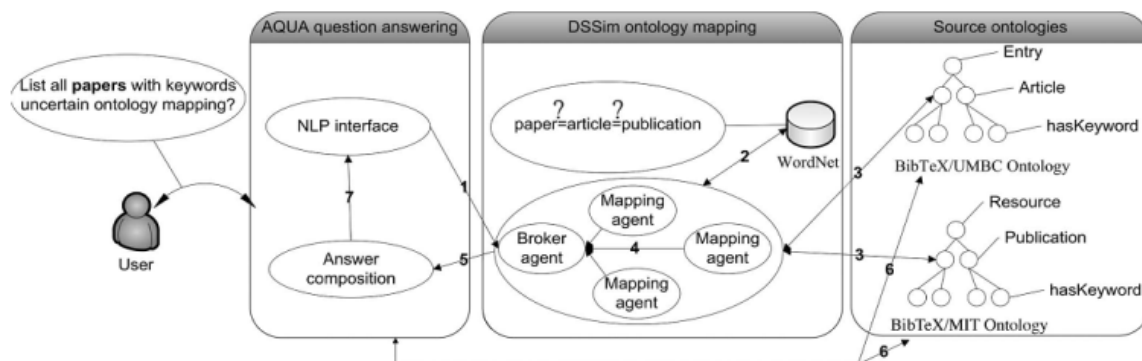 AQUA question answering
DSSim ontology mapping
Source ontologies
List all papers with keywords
uncertain ontology mapping?
User
NLP interface
7
Answer
composition
1
5
? ?
paper=article=publication
WordNet
2
Mapping
agent
Broker
agent
4
Mapping
agent
Mapping
agent
3
3
6
6
Entry
Article
hasKeyword
BibTeX/UMBC Ontology
Resource
Publication
hasKeyword
BibTeX/MIT Ontology